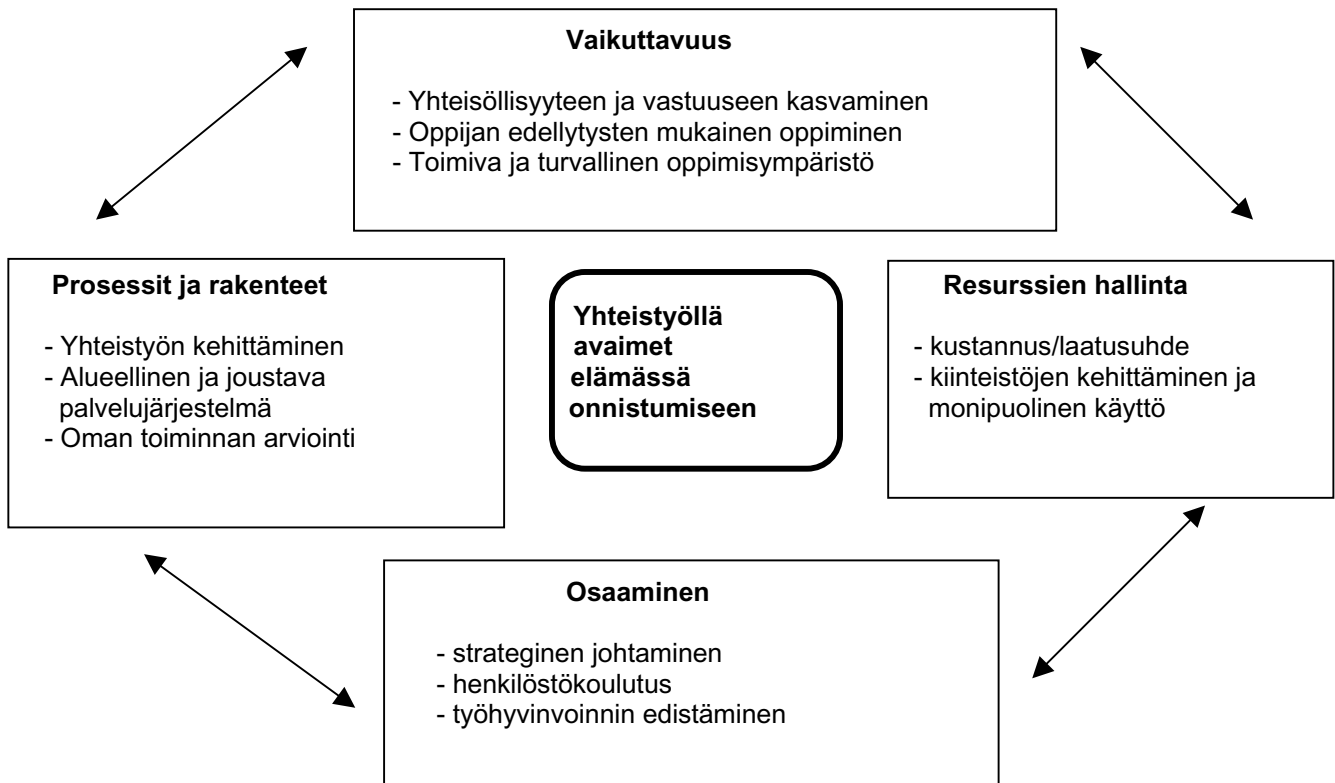 Vaikuttavuus
- Yhteisöllisyyteen ja vastuuseen kasvaminen
- Oppijan edellytysten mukainen oppiminen
- Toimiva ja turvallinen oppimisympäristö
Prosessit ja rakenteet
- Yhteistyön kehittäminen
- Alueellinen ja joustava
palvelujärjestelmä
- Oman toiminnan arviointi
Yhteistyöllä
avaimet
elämässä
onnistumiseen
Resurssien hallinta
- kustannus/laatusuhde
- kiinteistöjen kehittäminen ja
monipuolinen käyttö
Osaaminen
- strateginen johtaminen
- henkilöstökoulutus
- työhyvinvoinnin edistäminen